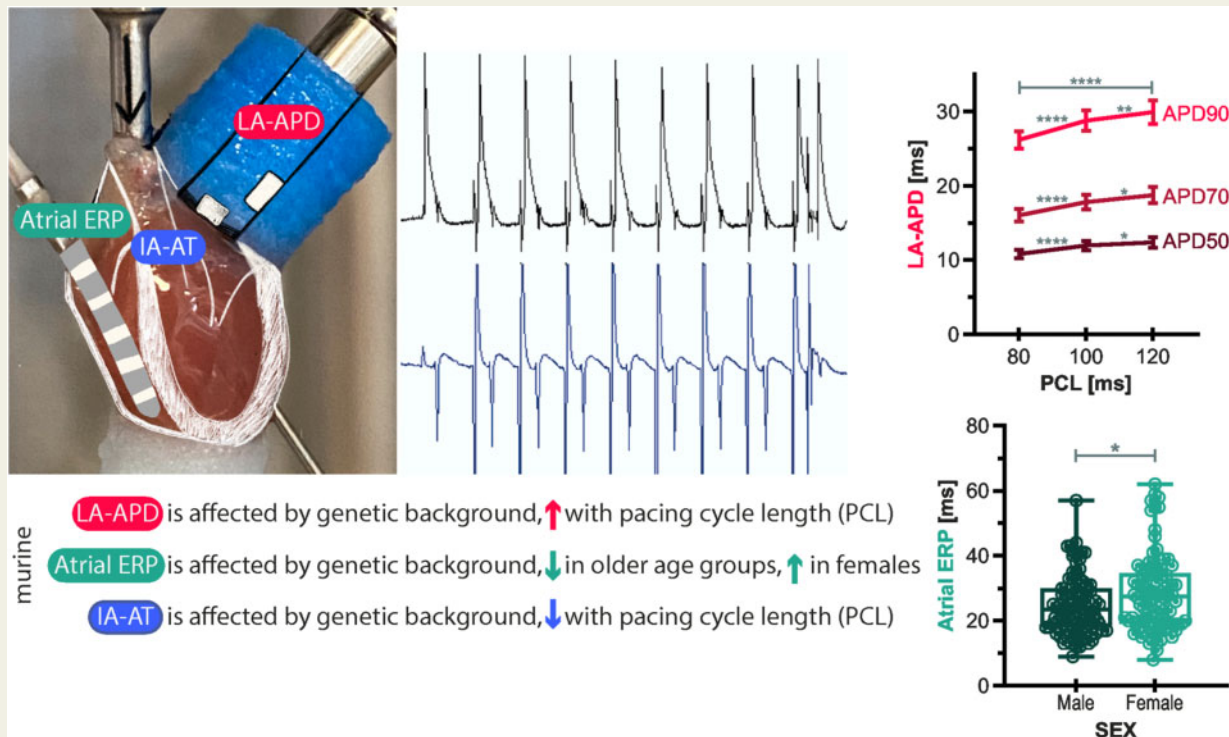 LA-APD
Atrial ERP
IA-AT
LA-APD [ms]
30
20
10
0
****
**** **
APD90
**** *
APD70
**** *
APD50
80 100 120
PCL [ms]
murine
LA-APD is affected by genetic background, ↑ with pacing cycle length (PCL)
Atrial ERP is affected by genetic background, ↓ in older age groups, ↑ in females
IA-AT is affected by genetic background, ↓ with pacing cycle length (PCL)
Atrial ERP [ms]
80
60
40
20
0
*
Male Female
SEX